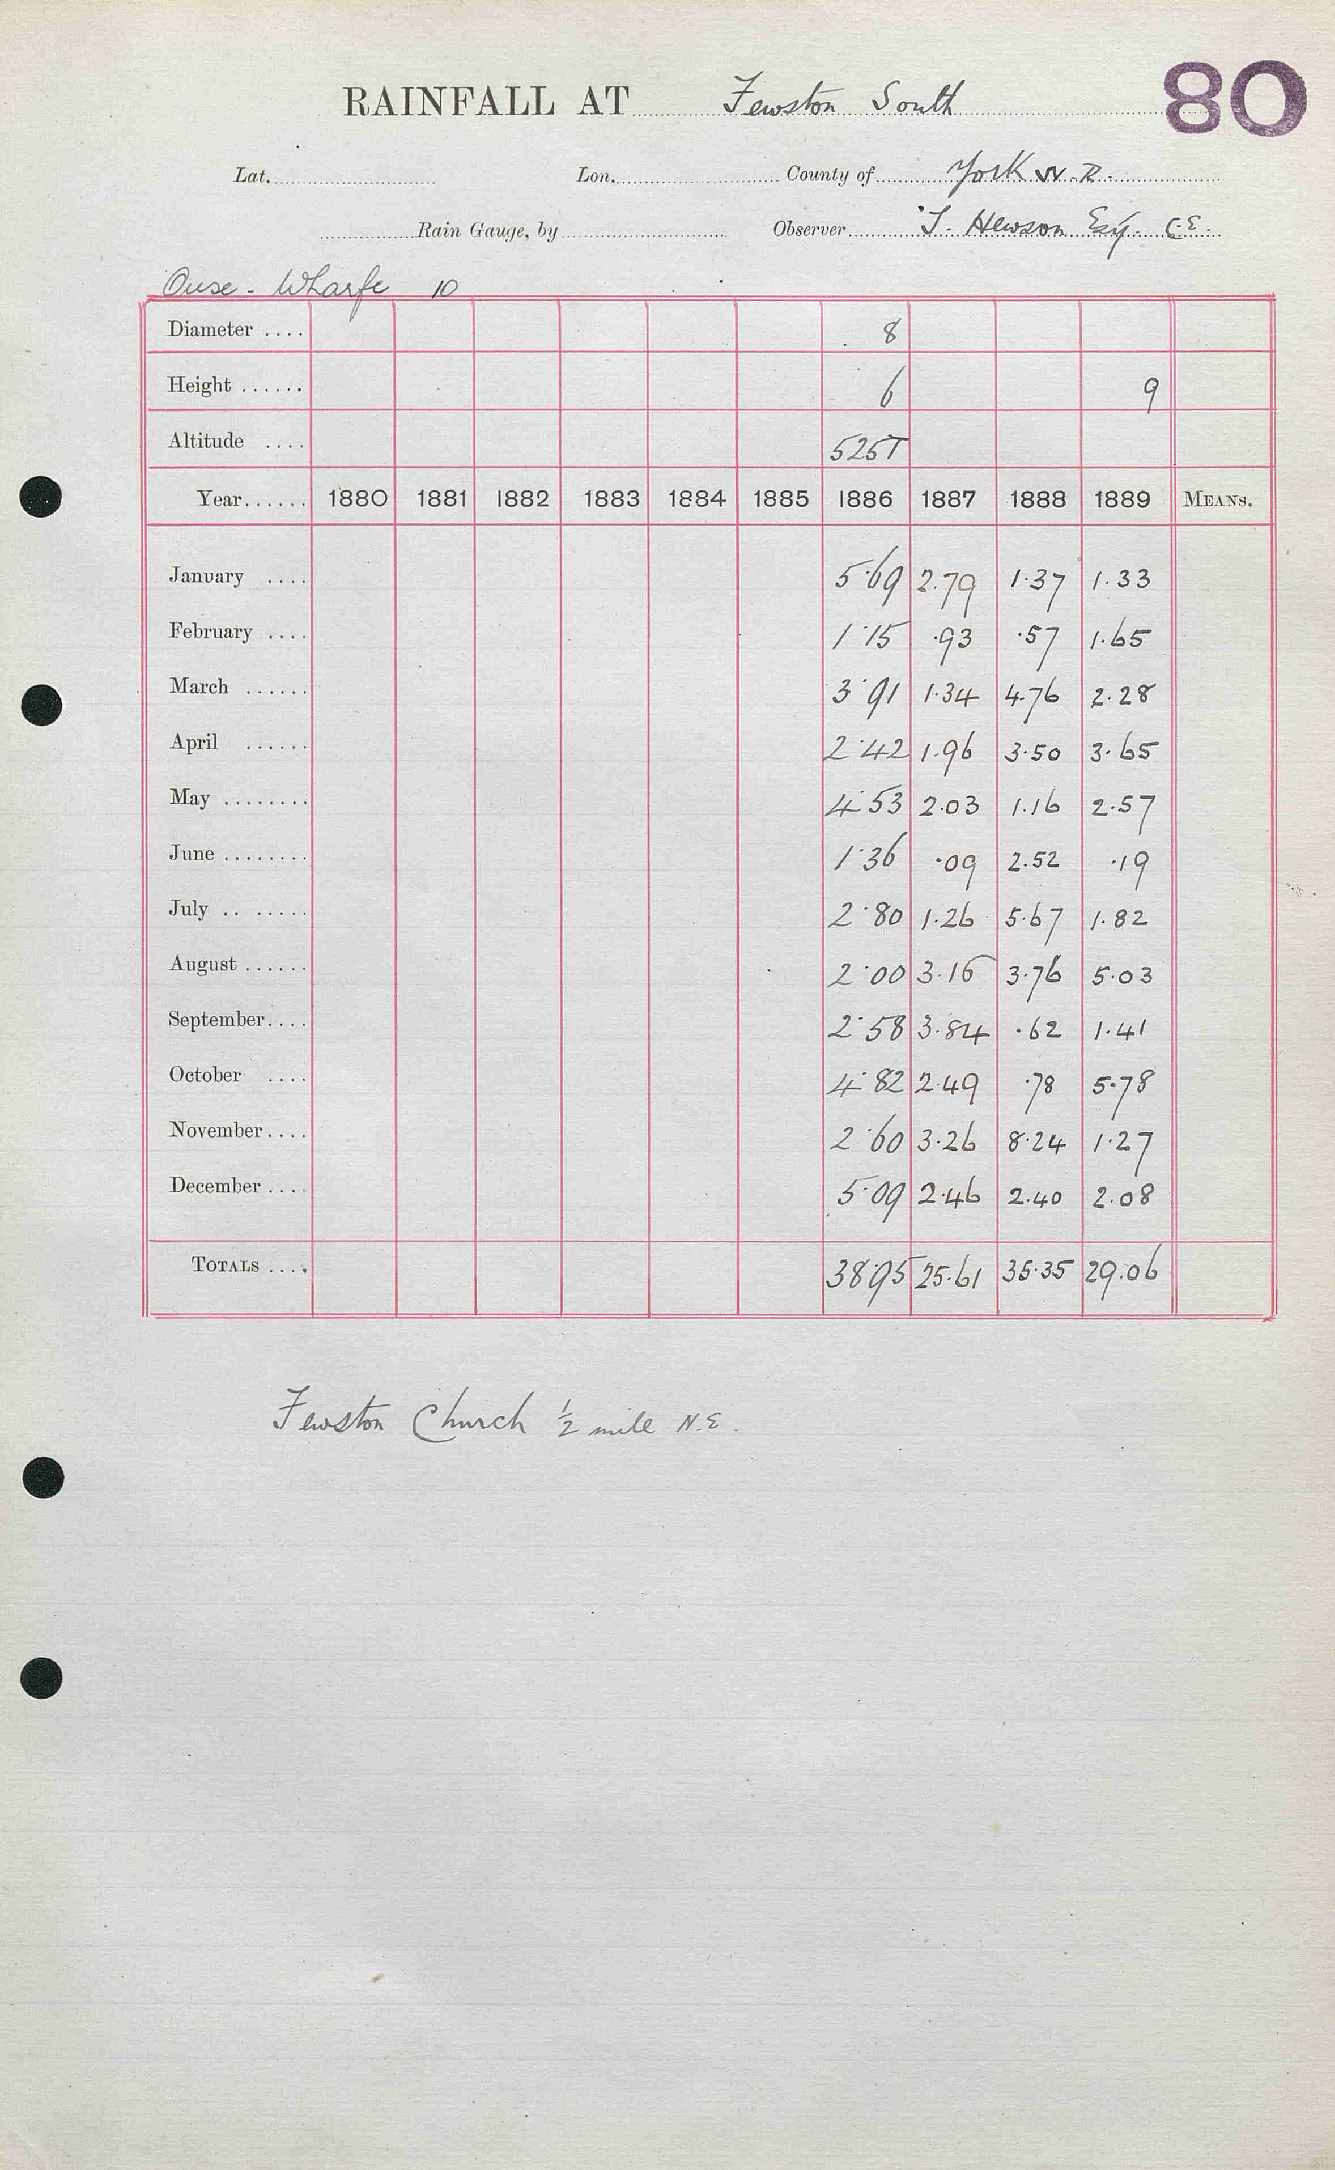 80
RAINFALL AT Fewston South
Lat. Lon. County of York W.R.
Rain Gauge, by Observer T. Hewson Esq. C.E.
Ouse - Wharfe 10
Diameter .... 8
Height ...... 6 9
Altitude .... 525T
Year...... 1880 1881 1882 1883 1884 1885 1886 1887 1888 1889 MEANS.
January .... 5.69 2.79 1.37 1.33
February .... 1.15 .93 .57 1.65
March ...... 3.91 1.34 4.76 2.28
April ...... 2.42 1.96 3.50 3.65
May ........ 4.53 2.03 1.16 2.57
June ........ 1.36 .09 2.52 .19
July .. ..... 2.80 1.26 5.67 1.82
August ...... 2.00 3.16 3.76 5.03
September.... 2.58 3.84 .62 1.41
October .... 4.82 2.49 .78 5.78
November.... 2.60 3.26 8.24 1.27
December .... 5.09 2.46 2.40 2.08
TOTALS .... 38.95 25.61 35.35 29.06
Fewston Church ½ mile N.E.